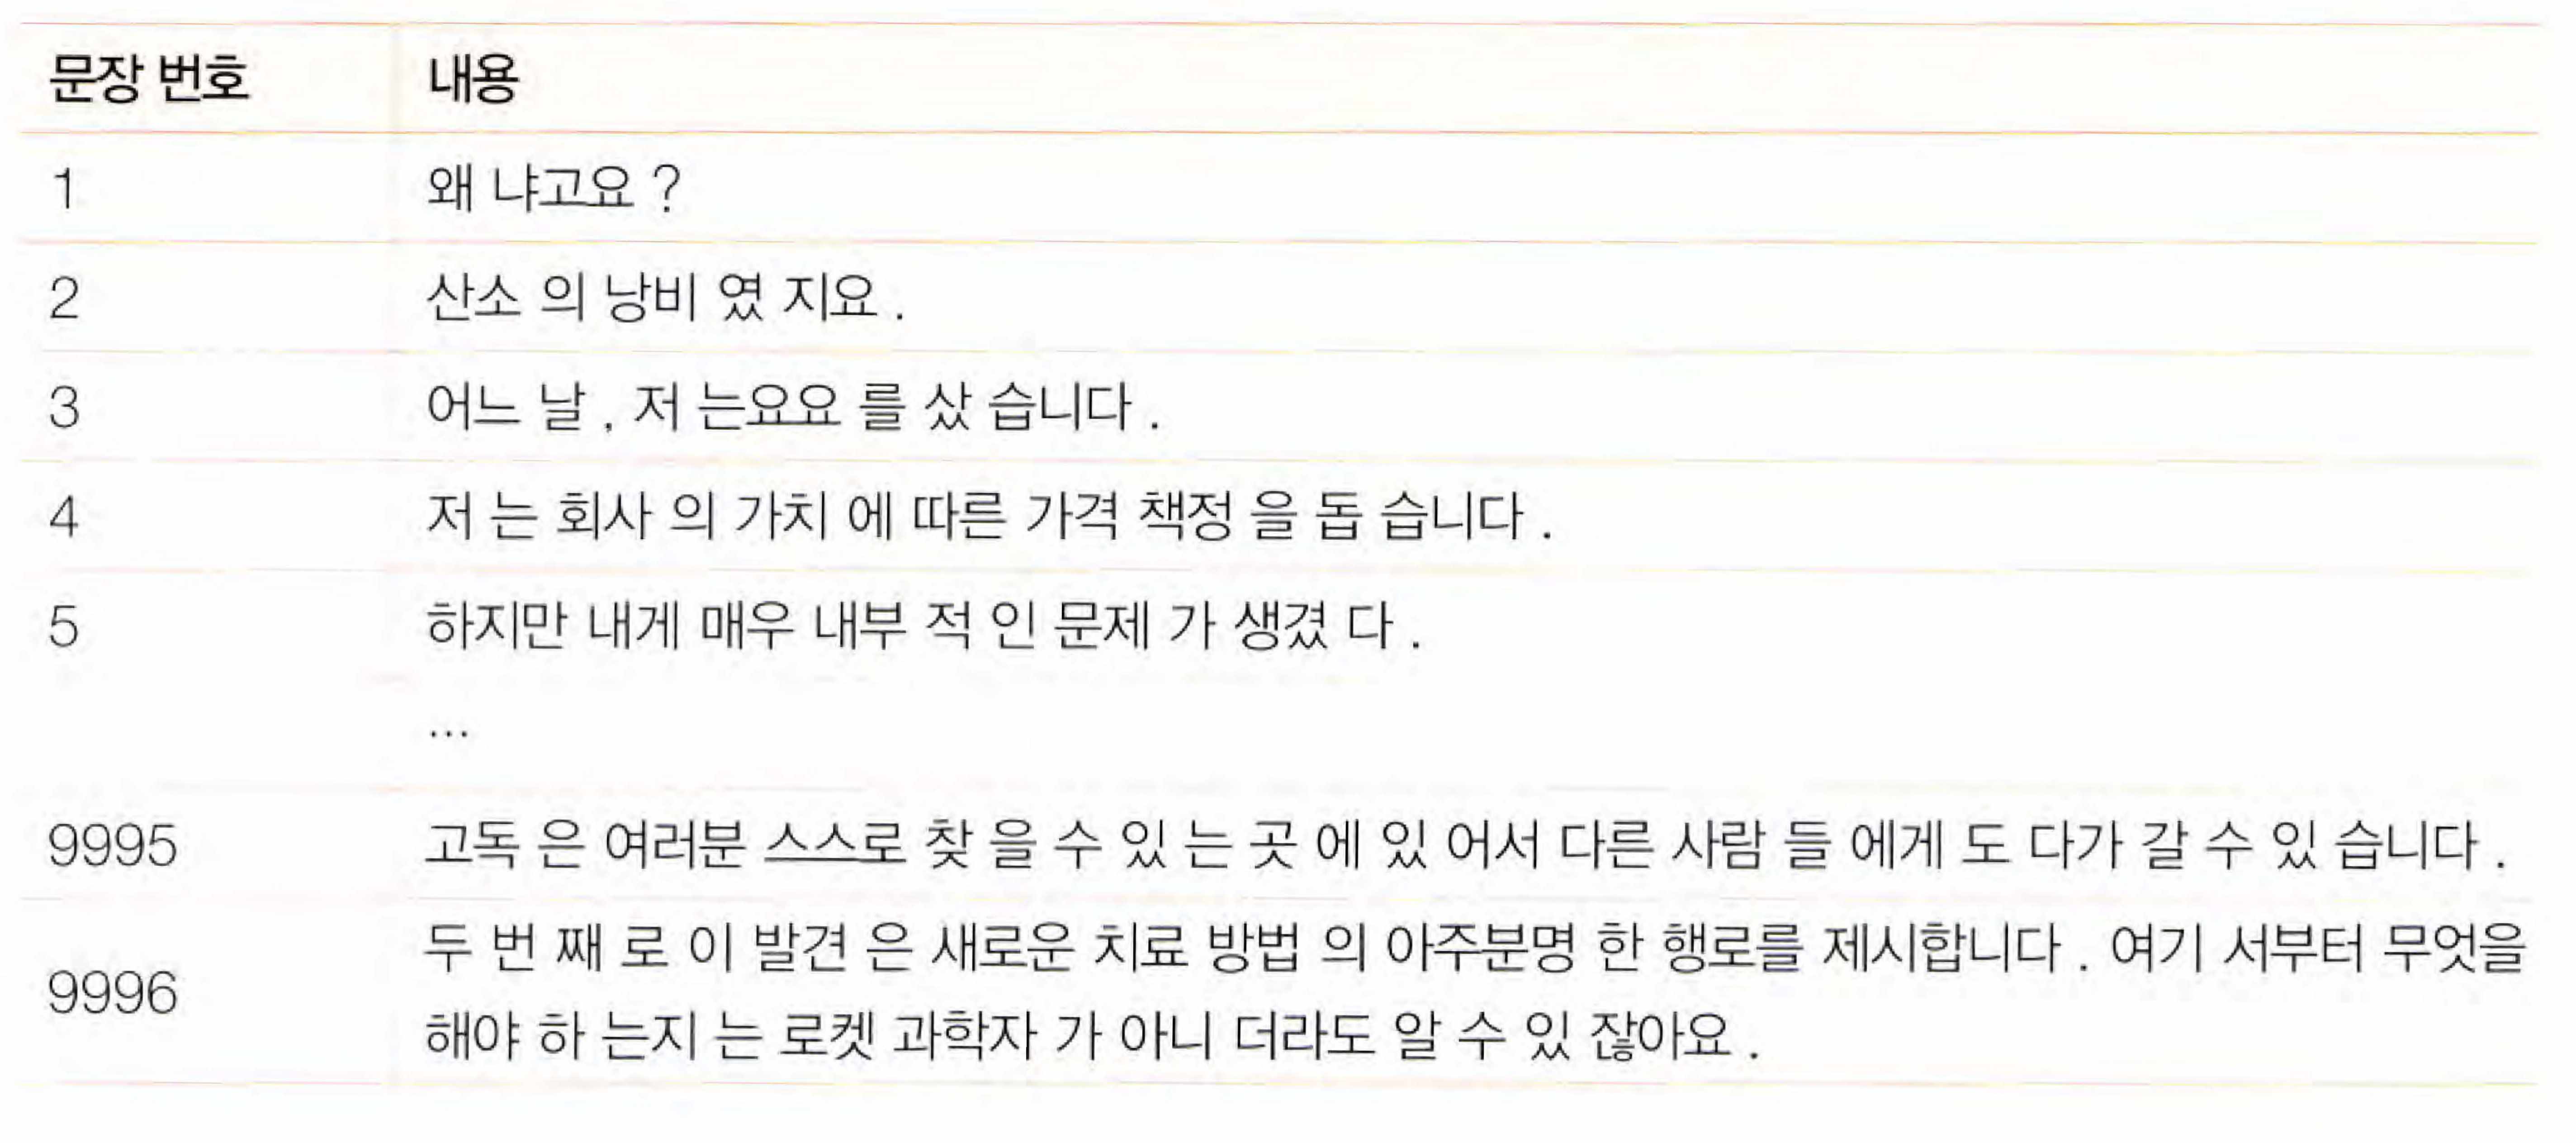 문장 번호 내용
1 왜 냐고요 ?
2 산소 의 낭비 였 지요 .
3 어느 날 , 저 는요요 를 샀 습니다 .
4 저 는 회사 의 가치 에 따른 가격 책정 을 돕 습니다 .
5 하지만 내게 매우 내부 적 인 문제 가 생겼 다 .
...
9995 고독 은 여러분 스스로 찾 을 수 있 는 곳 에 있 어서 다른 사람 들 에게 도 다가 갈 수 있 습니다 .
9996 두 번 째 로 이 발견 은 새로운 치료 방법 의 아주분명 한 행로를 제시합니다 . 여기 서부터 무엇을
해야 하 는지 는 로켓 과학자 가 아니 더라도 알 수 있 잖아요 .